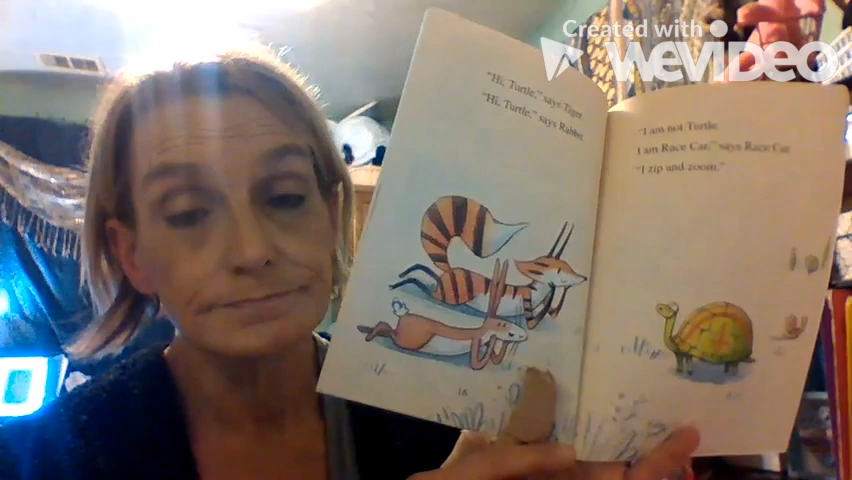 Created with
WEVIDEO
"Hi, Turtle," says Tiger.
"Hi, Turtle," says Rabbit.
16
"I am not Turtle.
I am Race Car," says Race Car.
"I zip and zoom."